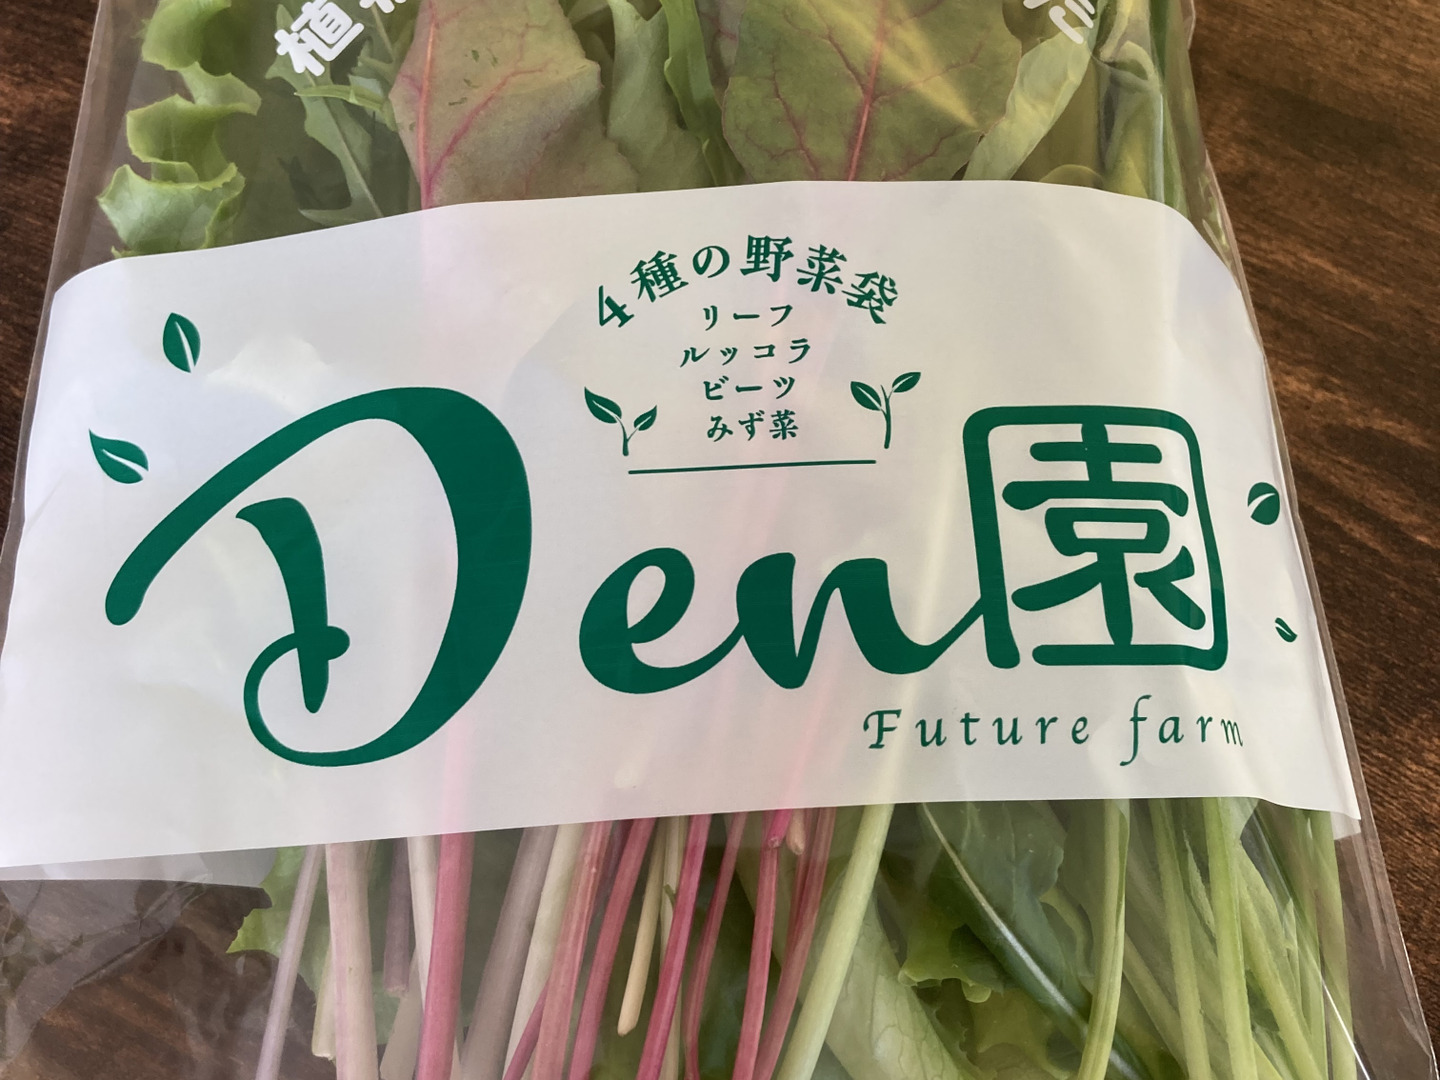 植
4種の野菜袋
リーフ
ルッコラ
ビーツ
みず菜
Den園
Future farm